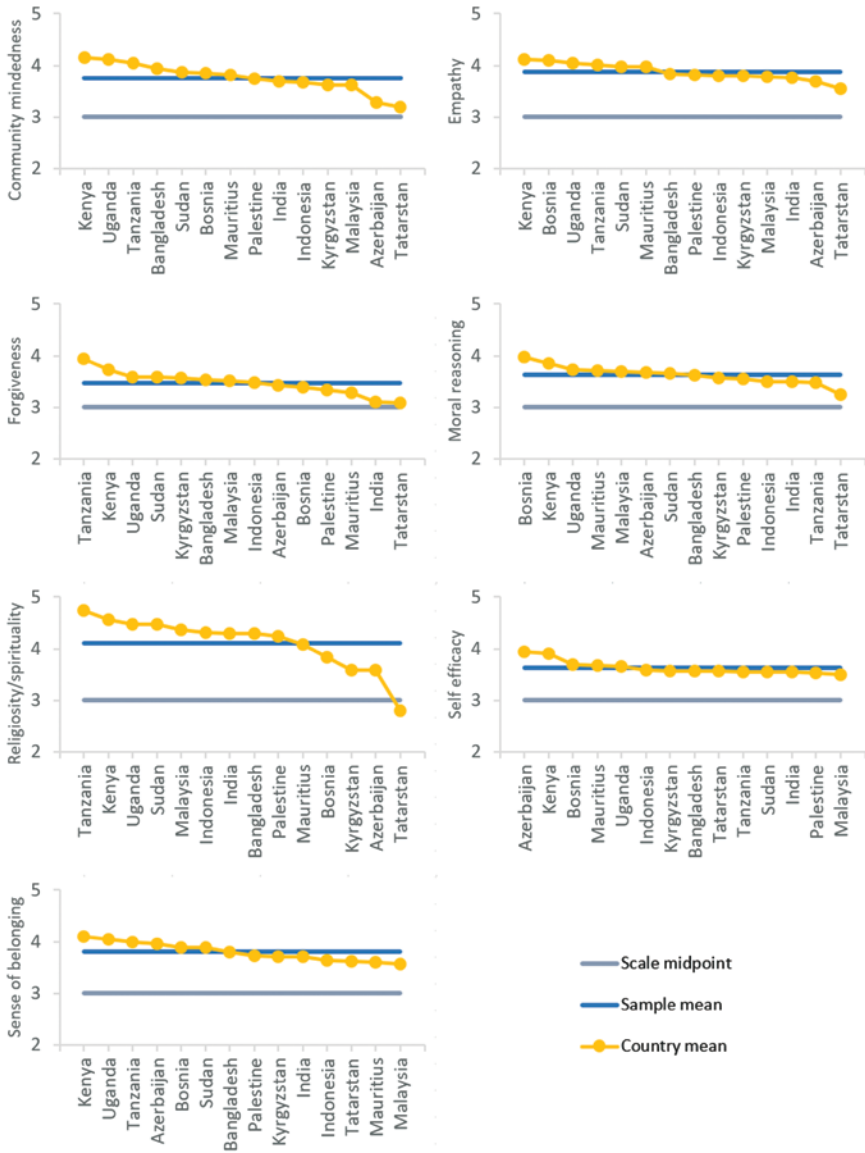 Community mindedness
5
4
3
2
Kenya
Uganda
Tanzania
Bangladesh
Sudan
Bosnia
Mauritius
Palestine
India
Indonesia
Kyrgyzstan
Malaysia
Azerbaijan
Tatarstan
Empathy
5
4
3
2
Kenya
Bosnia
Uganda
Tanzania
Sudan
Mauritius
Bangladesh
Palestine
Indonesia
Kyrgyzstan
Malaysia
India
Azerbaijan
Tatarstan
Forgiveness
5
4
3
2
Tanzania
Kenya
Uganda
Sudan
Kyrgyzstan
Bangladesh
Malaysia
Indonesia
Azerbaijan
Bosnia
Palestine
Mauritius
India
Tatarstan
Moral reasoning
5
4
3
2
Bosnia
Kenya
Uganda
Mauritius
Malaysia
Azerbaijan
Sudan
Bangladesh
Kyrgyzstan
Palestine
Indonesia
India
Tanzania
Tatarstan
Religiosity/spirituality
5
4
3
2
Tanzania
Kenya
Uganda
Sudan
Malaysia
Indonesia
India
Bangladesh
Palestine
Mauritius
Bosnia
Kyrgyzstan
Azerbaijan
Tatarstan
Self efficacy
5
4
3
2
Azerbaijan
Kenya
Bosnia
Mauritius
Uganda
Indonesia
Kyrgyzstan
Bangladesh
Tatarstan
Tanzania
Sudan
India
Palestine
Malaysia
Sense of belonging
5
4
3
2
Kenya
Uganda
Tanzania
Azerbaijan
Bosnia
Sudan
Bangladesh
Palestine
Kyrgyzstan
India
Indonesia
Tatarstan
Mauritius
Malaysia
Scale midpoint
Sample mean
Country mean